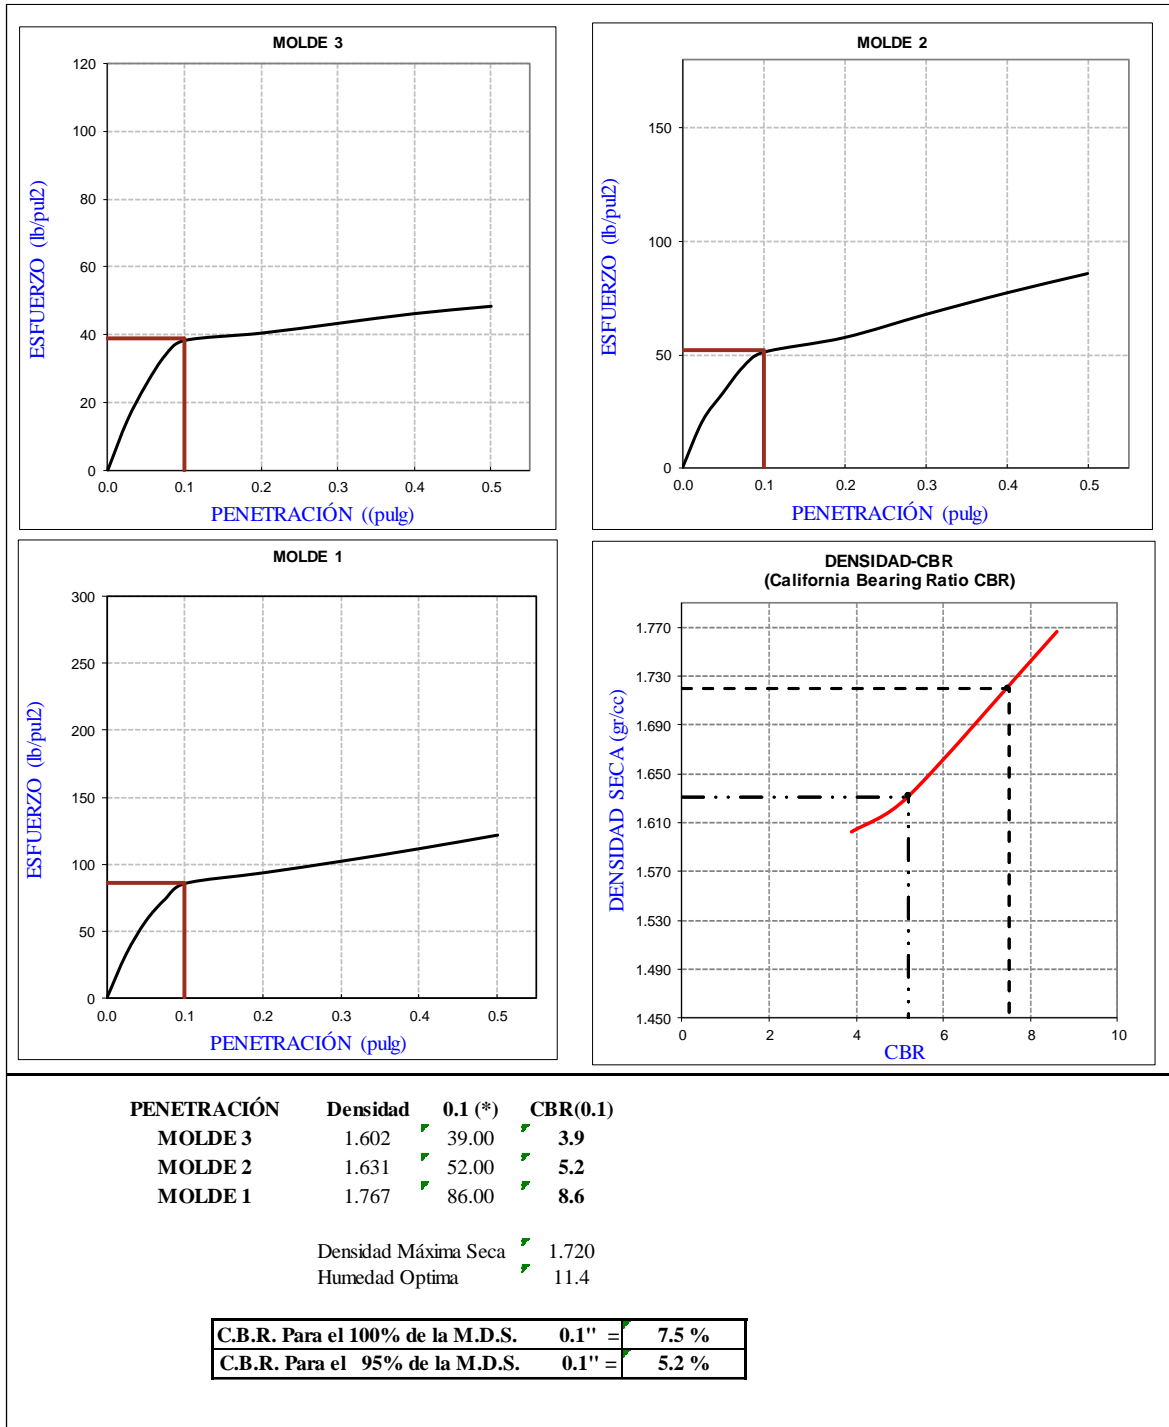 MOLDE 3
120
100
80
60
40
20
0
0.0 0.1 0.2 0.3 0.4 0.5
ESFUERZO (lb/pul2)
PENETRACIÓN ((pulg)
MOLDE 2
150
100
50
0
0.0 0.1 0.2 0.3 0.4 0.5
ESFUERZO (lb/pul2)
PENETRACIÓN (pulg)
MOLDE 1
300
250
200
150
100
50
0
0.0 0.1 0.2 0.3 0.4 0.5
ESFUERZO (lb/pul2)
PENETRACIÓN (pulg)
DENSIDAD-CBR
(California Bearing Ratio CBR)
1.770
1.730
1.690
1.650
1.610
1.570
1.530
1.490
1.450
0 2 4 6 8 10
DENSIDAD SECA (gr/cc)
CBR
PENETRACIÓN Densidad 0.1 (*) CBR(0.1)
MOLDE 3 1.602 39.00 3.9
MOLDE 2 1.631 52.00 5.2
MOLDE 1 1.767 86.00 8.6
Densidad Máxima Seca 1.720
Humedad Optima 11.4
C.B.R. Para el 100% de la M.D.S. 0.1" = 7.5 %
C.B.R. Para el 95% de la M.D.S. 0.1" = 5.2 %